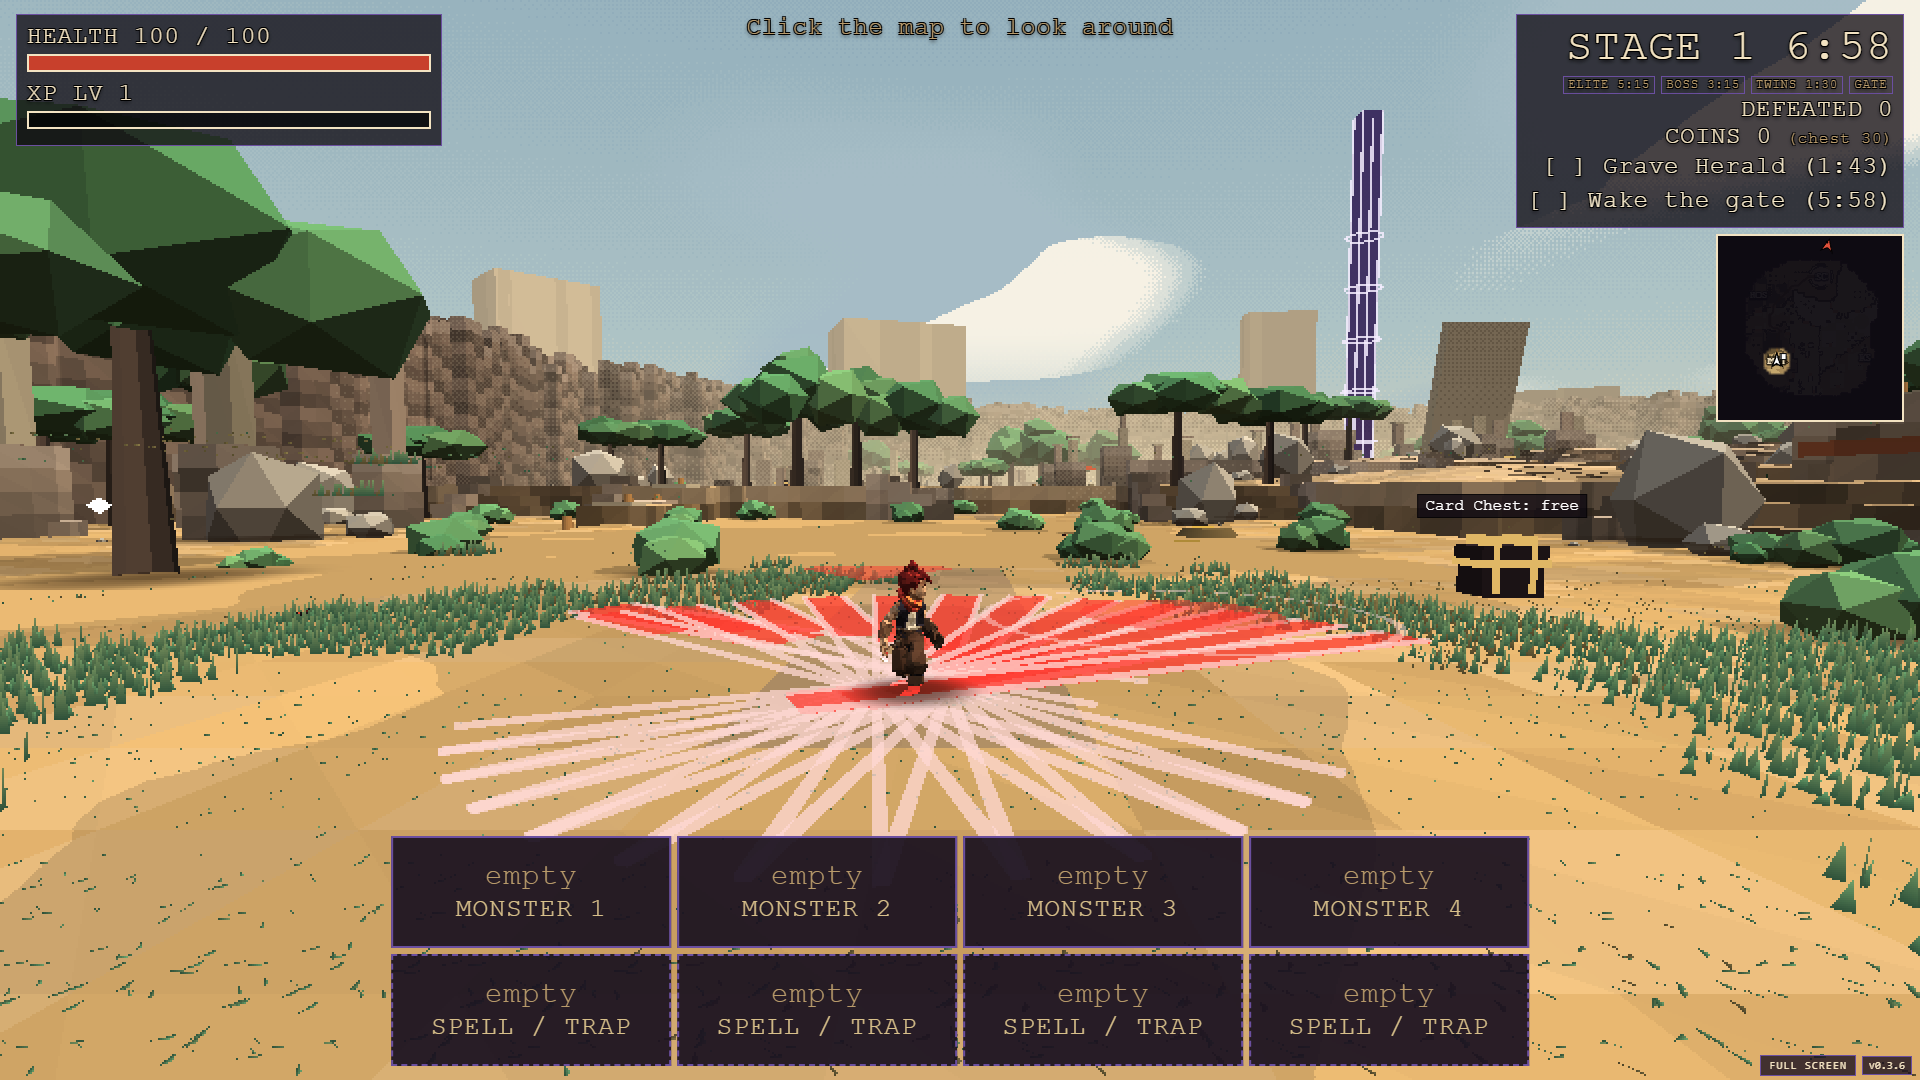 HEALTH 100 / 100
XP LV 1
Click the map to look around
STAGE 1 6:58
ELITE 5:15 BOSS 3:15 TWINS 1:30 GATE
DEFEATED 0
COINS 0 (chest 30)
[ ] Grave Herald (1:43)
[ ] Wake the gate (5:58)
Card Chest: free
empty
MONSTER 1
empty
MONSTER 2
empty
MONSTER 3
empty
MONSTER 4
empty
SPELL / TRAP
empty
SPELL / TRAP
empty
SPELL / TRAP
empty
SPELL / TRAP
FULL SCREEN
v0.3.6